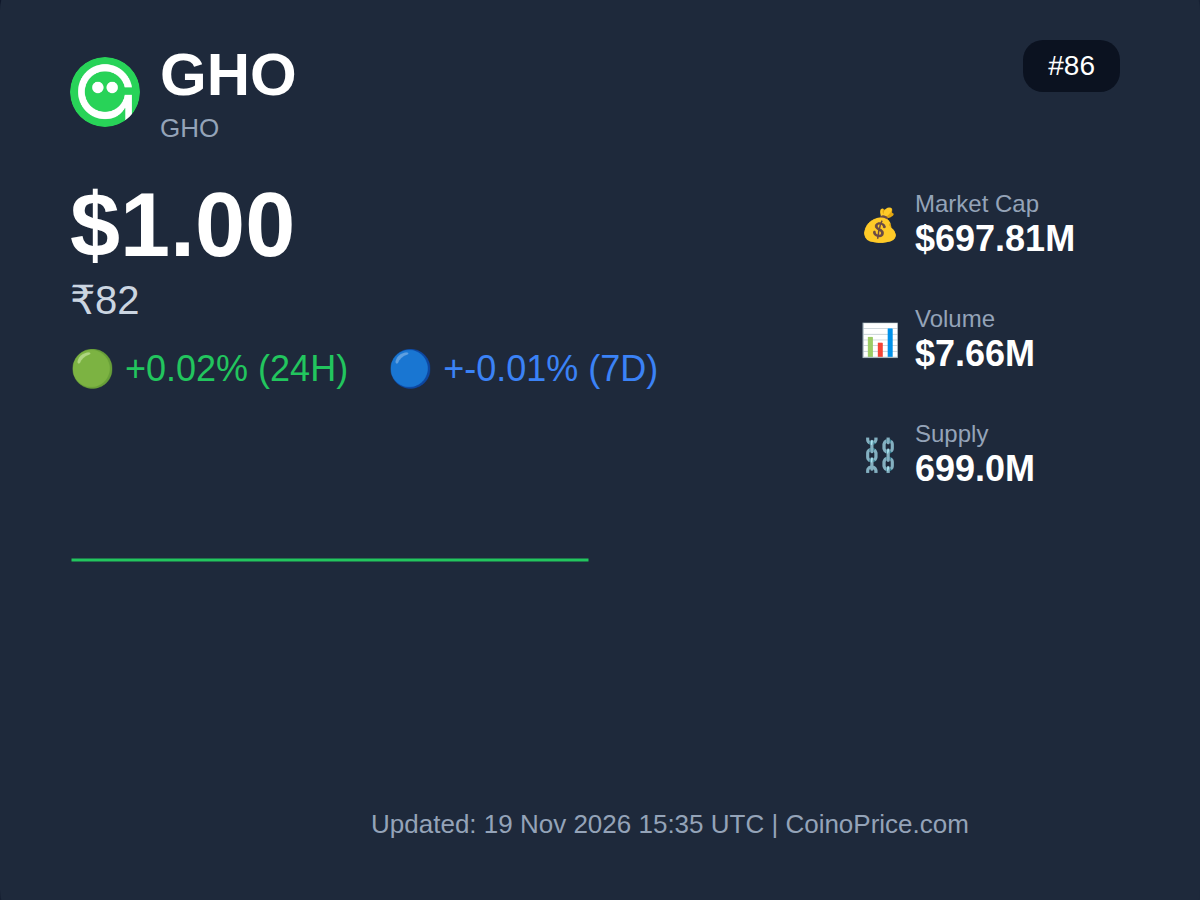 GHO
GHO
#86
$1.00
₹82
+0.02% (24H) +-0.01% (7D)
Market Cap
$697.81M
Volume
$7.66M
Supply
699.0M
Updated: 19 Nov 2026 15:35 UTC | CoinoPrice.com